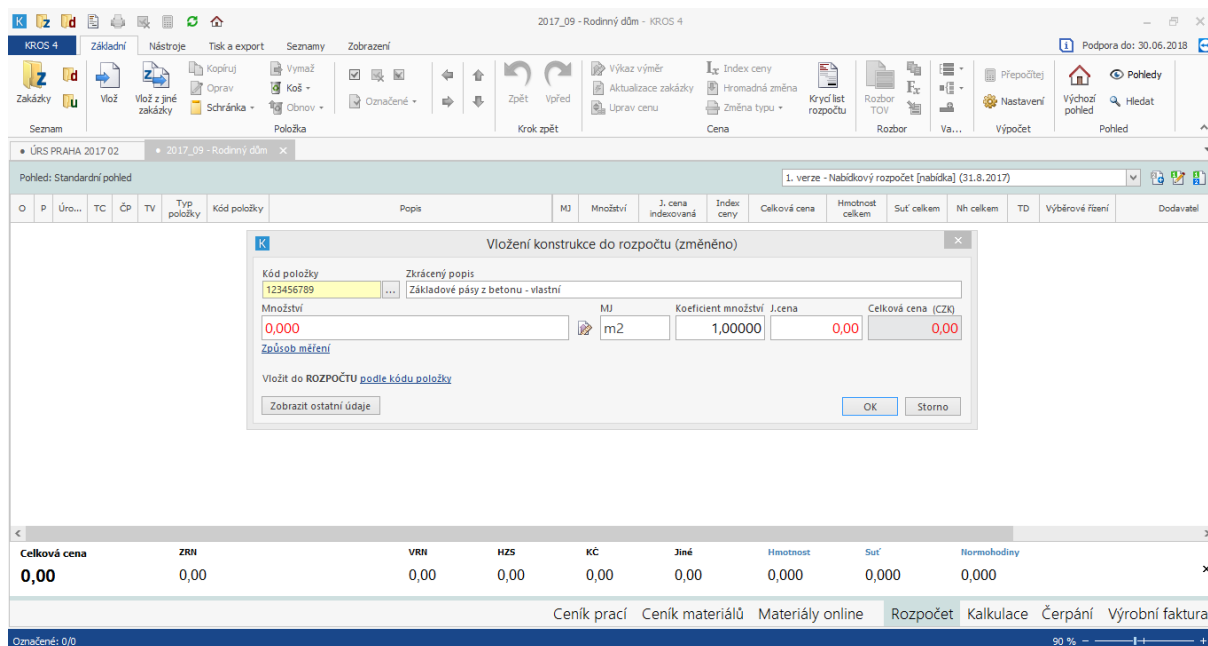 2017_09 - Rodinný dům - KROS 4
KROS 4 Základní Nástroje Tisk a export Seznamy Zobrazení Podpora do: 30.06.2018
Kopíruj Vymaž Výkaz výměr Index ceny Přepočítej Pohledy
Zakázky Vlož Vlož z jiné zakázky Oprav Koš Označené Zpět Vpřed Aktualizace zakázky Hromadná změna Krycí list rozpočtu Rozbor TOV Nastavení Výchozí pohled Hledat
Schránka Obnov Uprav cenu Změna typu
Seznam Položka Krok zpět Cena Rozbor Va... Výpočet Pohled
ÚRS PRAHA 2017 02 2017_09 - Rodinný dům
Pohled: Standardní pohled 1. verze - Nabídkový rozpočet [nabídka] (31.8.2017)
O P Úro... TC ČP TV Typ položky Kód položky Popis MJ Množství J. cena indexovaná Index ceny Celková cena Hmotnost celkem Suť celkem Nh celkem TD Výběrové řízení Dodavatel
Vložení konstrukce do rozpočtu (změněno)
Kód položky Zkrácený popis
123456789 ... Základové pásy z betonu - vlastní
Množství MJ Koeficient množství J.cena Celková cena (CZK)
0,000 m2 1,00000 0,00 0,00
Způsob měření
Vložit do ROZPOČTU podle kódu položky
Zobrazit ostatní údaje OK Storno
Celková cena ZRN VRN HZS KČ Jiné Hmotnost Suť Normohodiny
0,00 0,00 0,00 0,00 0,00 0,00 0,000 0,000 0,000
Ceník prací Ceník materiálů Materiály online Rozpočet Kalkulace Čerpání Výrobní faktura
Označené: 0/0 90 %